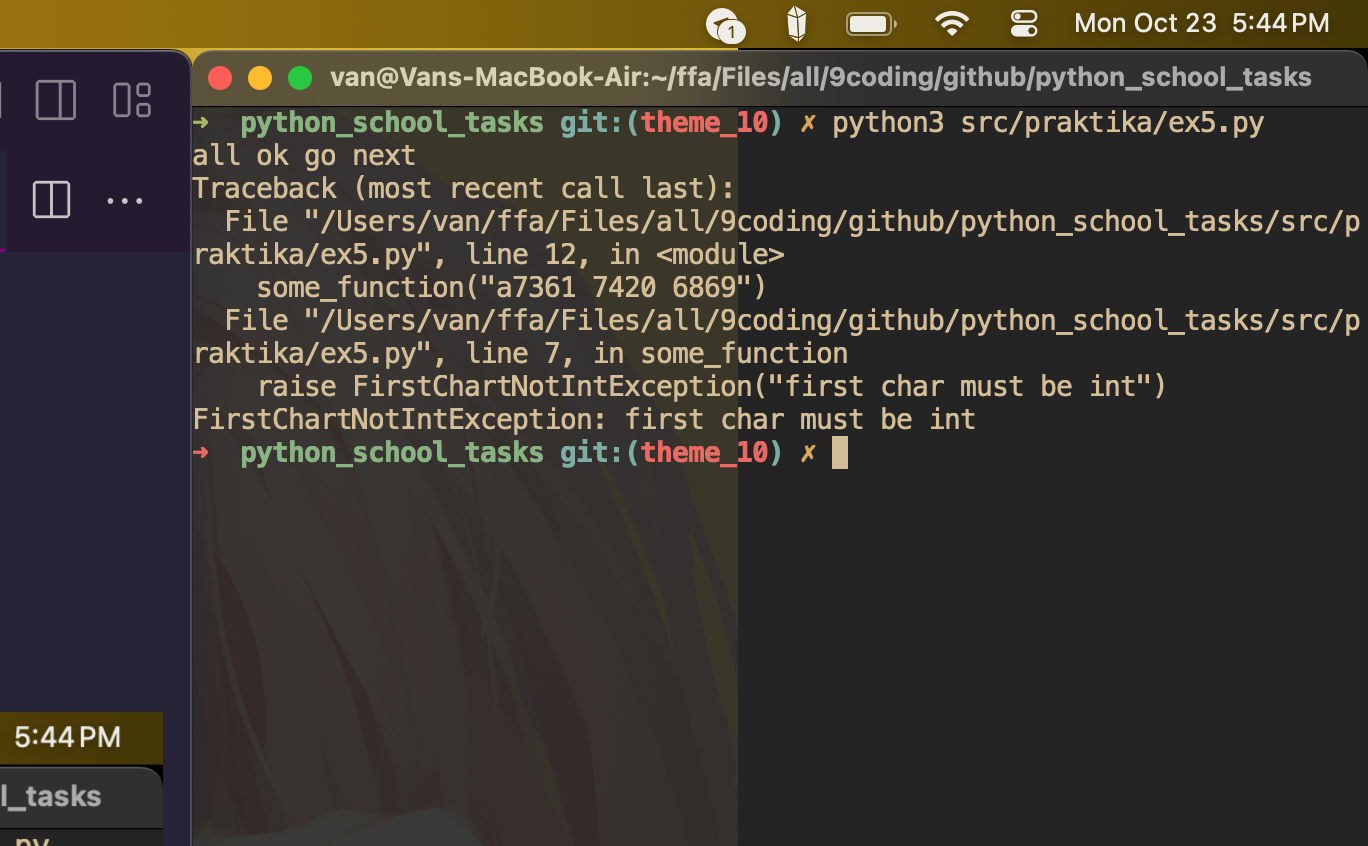 1
Mon Oct 23 5:44 PM
van@Vans-MacBook-Air:~/ffa/Files/all/9coding/github/python_school_tasks
➜  python_school_tasks git:(theme_10) ✗ python3 src/praktika/ex5.py
all ok go next
Traceback (most recent call last):
  File "/Users/van/ffa/Files/all/9coding/github/python_school_tasks/src/p
raktika/ex5.py", line 12, in <module>
    some_function("a7361 7420 6869")
  File "/Users/van/ffa/Files/all/9coding/github/python_school_tasks/src/p
raktika/ex5.py", line 7, in some_function
    raise FirstChartNotIntException("first char must be int")
FirstChartNotIntException: first char must be int
➜  python_school_tasks git:(theme_10) ✗
5:44 PM
l_tasks